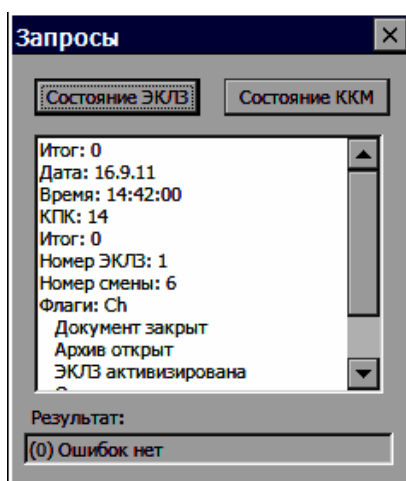 Запросы
Состояние ЭКЛЗ
Состояние ККМ
Итог: 0
Дата: 16.9.11
Время: 14:42:00
КПК: 14
Итог: 0
Номер ЭКЛЗ: 1
Номер смены: 6
Флаги: Ch
Документ закрыт
Архив открыт
ЭКЛЗ активизирована
Результат:
(0) Ошибок нет